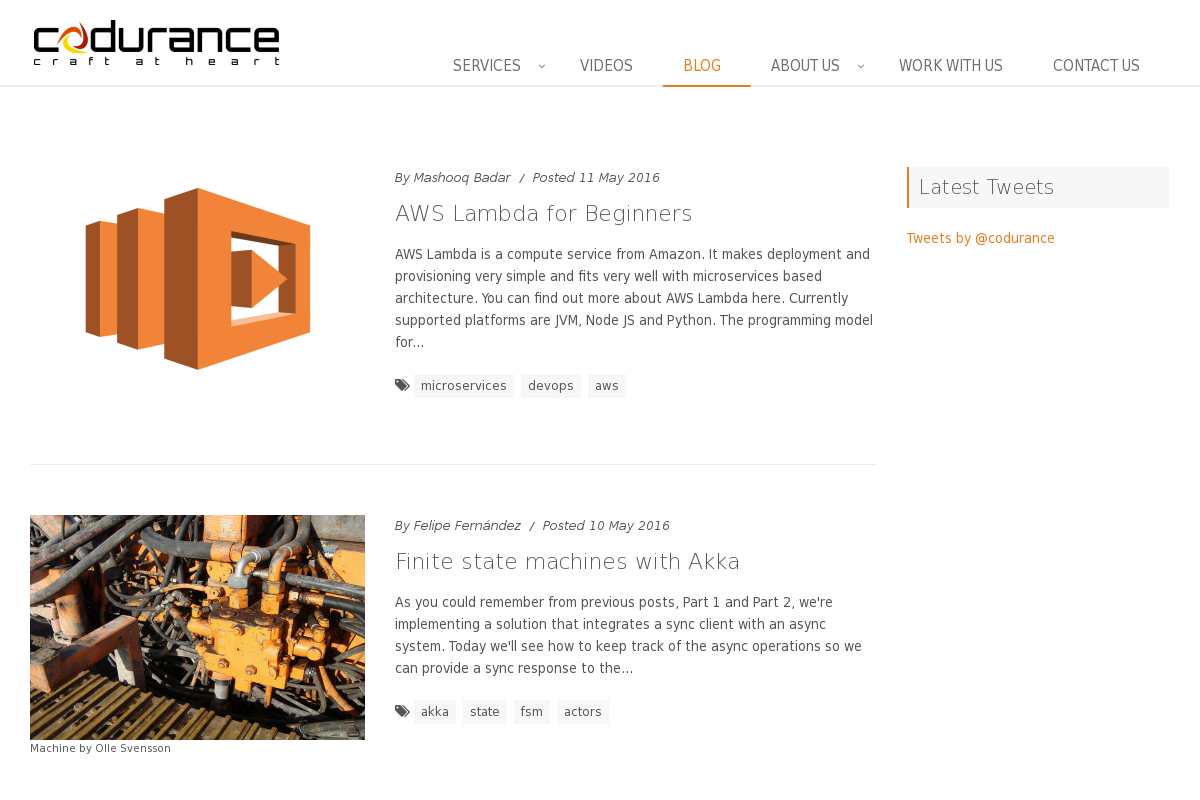 codurance
craft at heart
SERVICES VIDEOS BLOG ABOUT US WORK WITH US CONTACT US
By Mashooq Badar / Posted 11 May 2016
AWS Lambda for Beginners
AWS Lambda is a compute service from Amazon. It makes deployment and
provisioning very simple and fits very well with microservices based
architecture. You can find out more about AWS Lambda here. Currently
supported platforms are JVM, Node JS and Python. The programming model
for...
microservices devops aws
Latest Tweets
Tweets by @codurance
By Felipe Fernández / Posted 10 May 2016
Finite state machines with Akka
As you could remember from previous posts, Part 1 and Part 2, we're
implementing a solution that integrates a sync client with an async
system. Today we'll see how to keep track of the async operations so we
can provide a sync response to the...
akka state fsm actors
Machine by Olle Svensson